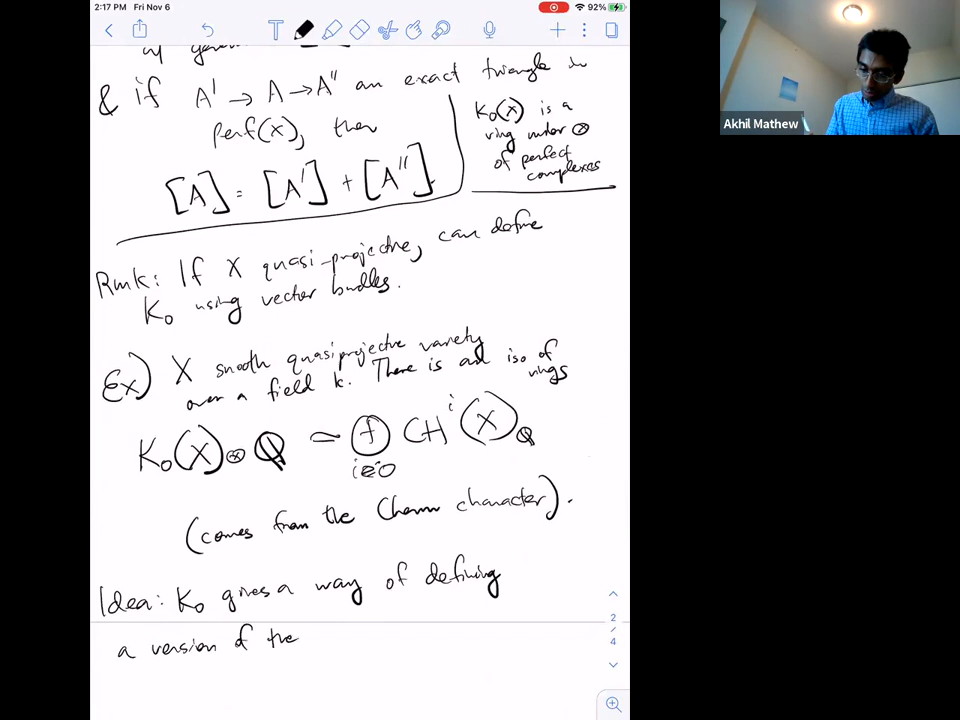 2:17 PM Fri Nov 6
92%
& if A' → A → A'' an exact triangle in
Perf(X), then
[A] = [A'] + [A''].
K₀(X) is a
ring under ⊗
of perfect
complexes
Rmk: If X quasi-projective, can define
K₀ using vector bundles.
Ex) X smooth quasiprojective variety
over a field k. There is an iso of
rings
K₀(X) ⊗ ℚ ≃ ⊕ CHⁱ(X)_ℚ
i≥0
(comes from the Chern character).
Idea: K₀ gives a way of defining
a version of the
2
/
4
Akhil Mathew